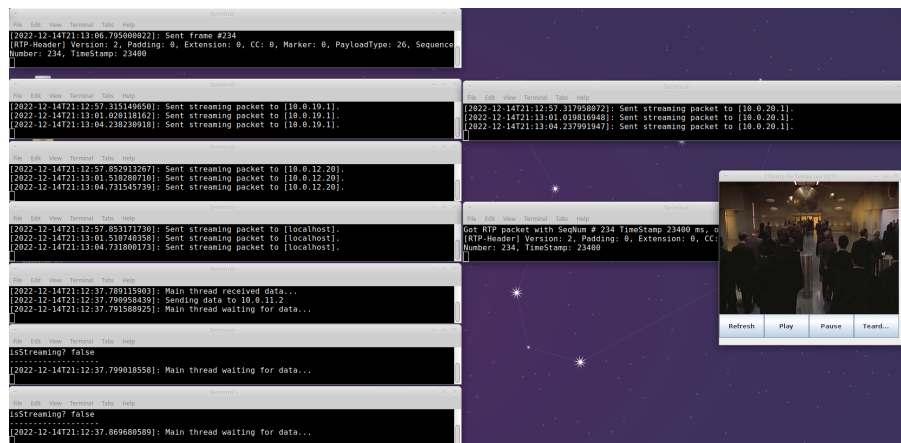 Terminal
File Edit View Terminal Tabs Help
[2022-12-14T21:13:06.795000022]: Sent frame #234
[RTP-Header] Version: 2, Padding: 0, Extension: 0, CC: 0, Marker: 0, PayloadType: 26, Sequence
Number: 234, TimeStamp: 23400
Terminal
File Edit View Terminal Tabs Help
[2022-12-14T21:12:57.315149650]: Sent streaming packet to [10.0.19.1].
[2022-12-14T21:13:01.020118162]: Sent streaming packet to [10.0.19.1].
[2022-12-14T21:13:04.238230918]: Sent streaming packet to [10.0.19.1].
Terminal
File Edit View Terminal Tabs Help
[2022-12-14T21:12:57.317958072]: Sent streaming packet to [10.0.20.1].
[2022-12-14T21:13:01.019816948]: Sent streaming packet to [10.0.20.1].
[2022-12-14T21:13:04.237991947]: Sent streaming packet to [10.0.20.1].
Terminal
File Edit View Terminal Tabs Help
[2022-12-14T21:12:57.852913267]: Sent streaming packet to [10.0.12.20].
[2022-12-14T21:13:01.510280710]: Sent streaming packet to [10.0.12.20].
[2022-12-14T21:13:04.731545739]: Sent streaming packet to [10.0.12.20].
Terminal
File Edit View Terminal Tabs Help
[2022-12-14T21:12:57.853171730]: Sent streaming packet to [localhost].
[2022-12-14T21:13:01.510740358]: Sent streaming packet to [localhost].
[2022-12-14T21:13:04.731800173]: Sent streaming packet to [localhost].
Terminal
File Edit View Terminal Tabs Help
Got RTP packet with SeqNum # 234 TimeStamp 23400 ms, o
[RTP-Header] Version: 2, Padding: 0, Extension: 0, CC:
Number: 234, TimeStamp: 23400
Cliente de Testes
Refresh Play Pause Teard...
Terminal
File Edit View Terminal Tabs Help
[2022-12-14T21:12:37.789115903]: Main thread received data...
[2022-12-14T21:12:37.790958439]: Sending data to 10.0.11.2
[2022-12-14T21:12:37.791588925]: Main thread waiting for data...
Terminal
File Edit View Terminal Tabs Help
isStreaming? false
-------------------
[2022-12-14T21:12:37.799018558]: Main thread waiting for data...
Terminal
File Edit View Terminal Tabs Help
isStreaming? false
-------------------
[2022-12-14T21:12:37.869680589]: Main thread waiting for data...